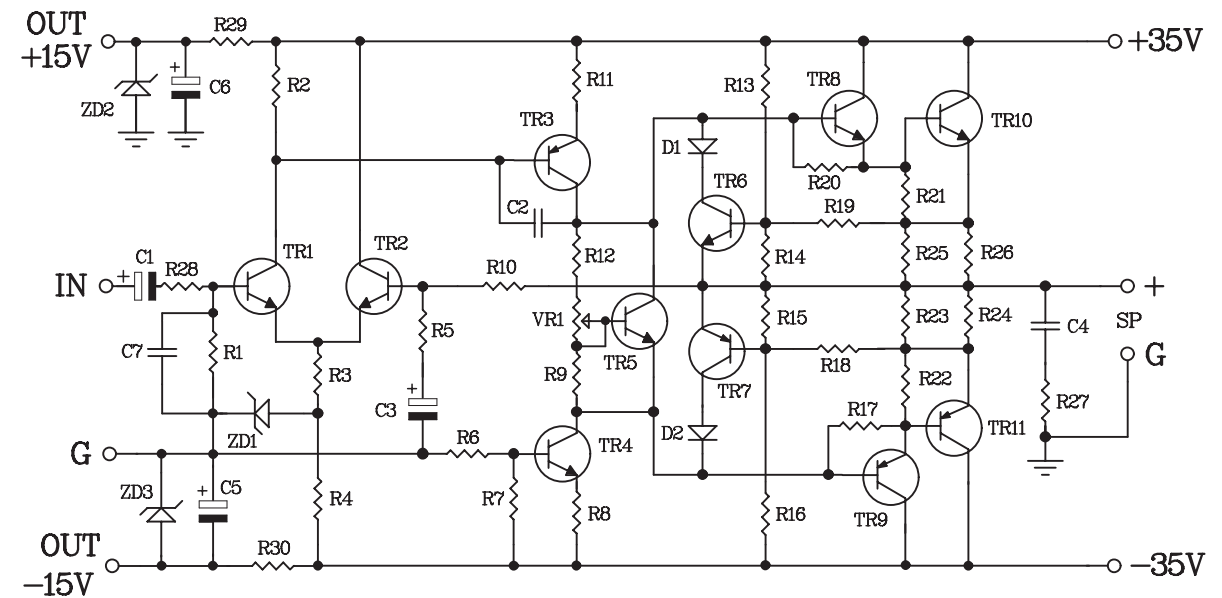 OUT
+15V
R29
+35V
ZD2
+
C6
R2
R11
R13
TR8
TR10
TR3
D1
R20
C2
TR6
R21
R19
R12
R14
R25
R26
IN
+
C1
R28
TR1
TR2
R10
+
SP
G
VR1
TR5
R15
R23
R24
C4
C7
R1
R3
R5
R9
TR7
R18
R22
R27
+
C3
ZD1
D2
R17
TR11
G
R6
TR4
ZD3
+
C5
R4
R7
R8
R16
TR9
OUT
−15V
R30
−35V